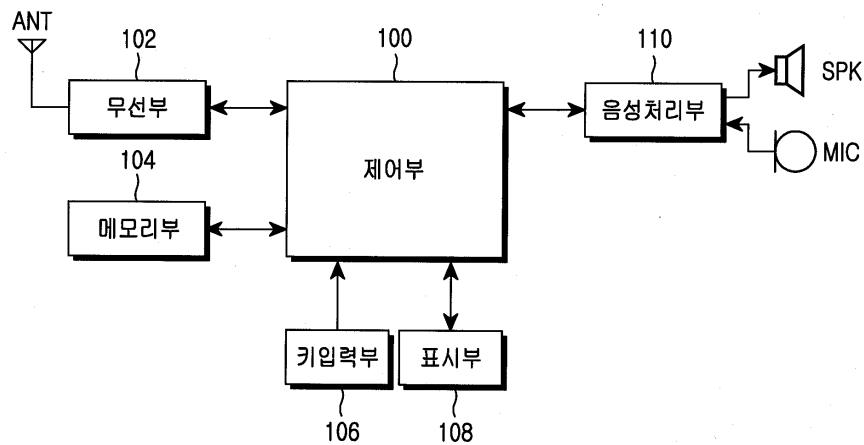 ANT
102
100
110
무선부
음성처리부
SPK
제어부
MIC
104
메모리부
키입력부
표시부
106
108